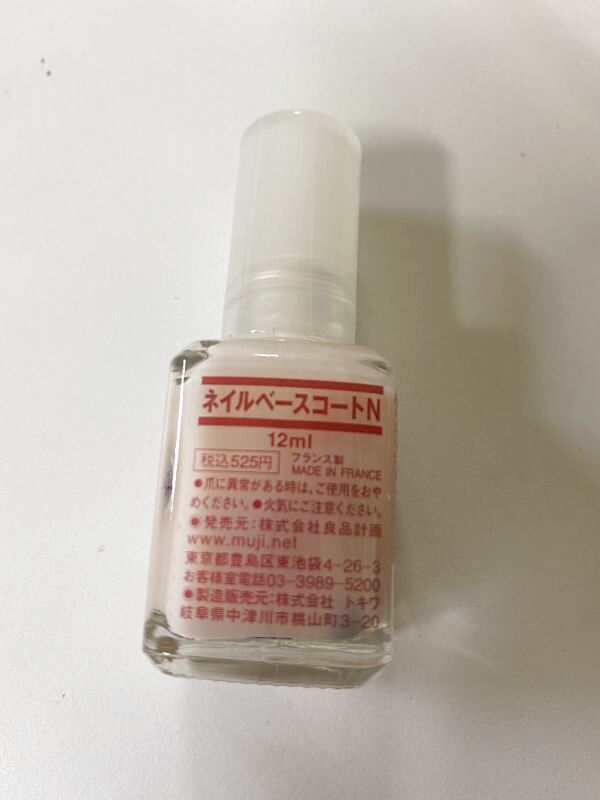 ネイルベースコートN
12ml
税込525円
フランス製
MADE IN FRANCE
●爪に異常がある時は、ご使用をおや
めください。●火気にご注意ください。
●発売元：株式会社良品計画
www.muji.net
東京都豊島区東池袋4-26-3
お客様室電話03-3989-5200
●製造販売元：株式会社 トキワ
岐阜県中津川市桃山町3-20